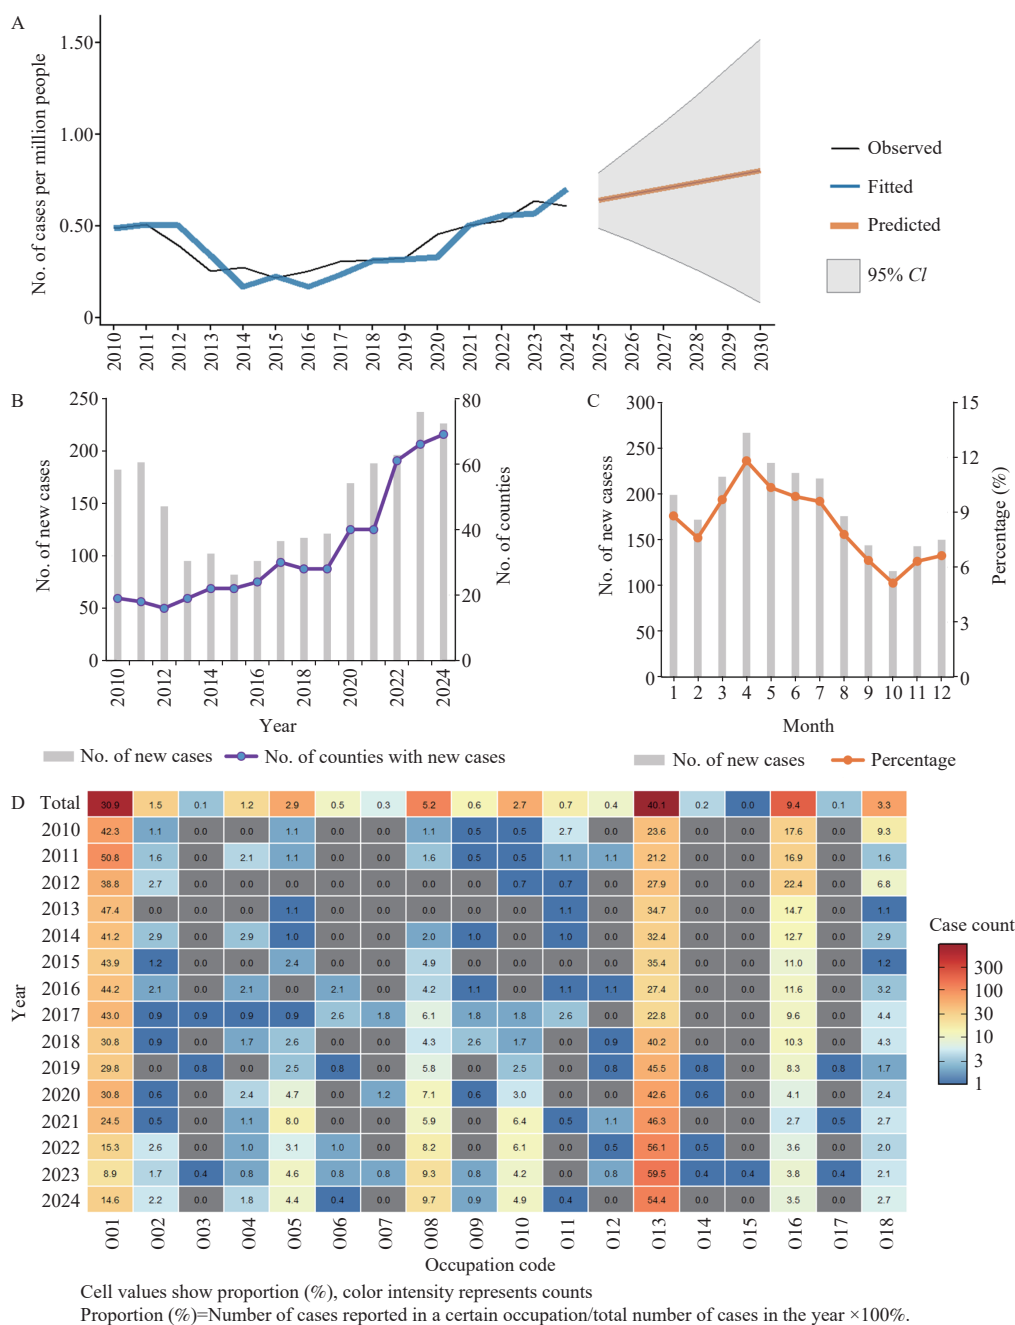 A
No. of cases per million people
1.50
1.00
0.50
0
2010 2011 2012 2013 2014 2015 2016 2017 2018 2019 2020 2021 2022 2023 2024 2025 2026 2027 2028 2029 2030
Observed
Fitted
Predicted
95% CI
B
No. of new cases
250
200
150
100
50
0
80
60
40
20
0
No. of counties
2010 2012 2014 2016 2018 2020 2022 2024
Year
No. of new cases No. of counties with new cases
C
No. of new casess
300
250
200
150
100
50
0
15
12
9
6
3
0
Percentage (%)
1 2 3 4 5 6 7 8 9 10 11 12
Month
No. of new cases Percentage
D
Year
Total 30.9 1.5 0.1 1.2 2.9 0.5 0.3 5.2 0.6 2.7 0.7 0.4 40.1 0.2 0.0 9.4 0.1 3.3
2010 42.3 1.1 0.0 0.0 1.1 0.0 0.0 1.1 0.5 0.5 2.7 0.0 23.6 0.0 0.0 17.6 0.0 9.3
2011 50.8 1.6 0.0 2.1 1.1 0.0 0.0 1.6 0.5 0.5 1.1 1.1 21.2 0.0 0.0 16.9 0.0 1.6
2012 38.8 2.7 0.0 0.0 0.0 0.0 0.0 0.0 0.0 0.7 0.7 0.0 27.9 0.0 0.0 22.4 0.0 6.8
2013 47.4 0.0 0.0 0.0 1.1 0.0 0.0 0.0 0.0 0.0 1.1 0.0 34.7 0.0 0.0 14.7 0.0 1.1
2014 41.2 2.9 0.0 2.9 1.0 0.0 0.0 2.0 1.0 0.0 1.0 0.0 32.4 0.0 0.0 12.7 0.0 2.9
2015 43.9 1.2 0.0 0.0 2.4 0.0 0.0 4.9 0.0 0.0 0.0 0.0 35.4 0.0 0.0 11.0 0.0 1.2
2016 44.2 2.1 0.0 2.1 0.0 2.1 0.0 4.2 1.1 0.0 1.1 1.1 27.4 0.0 0.0 11.6 0.0 3.2
2017 43.0 0.9 0.9 0.9 0.9 2.6 1.8 6.1 1.8 1.8 2.6 0.0 22.8 0.0 0.0 9.6 0.0 4.4
2018 30.8 0.9 0.0 1.7 2.6 0.0 0.0 4.3 2.6 1.7 0.0 0.9 40.2 0.0 0.0 10.3 0.0 4.3
2019 29.8 0.0 0.8 0.0 2.5 0.8 0.0 5.8 0.0 2.5 0.0 0.8 45.5 0.8 0.0 8.3 0.8 1.7
2020 30.8 0.6 0.0 2.4 4.7 0.0 1.2 7.1 0.6 3.0 0.0 0.0 42.6 0.6 0.0 4.1 0.0 2.4
2021 24.5 0.5 0.0 1.1 8.0 0.0 0.0 5.9 0.0 6.4 0.5 1.1 46.3 0.0 0.0 2.7 0.5 2.7
2022 15.3 2.6 0.0 1.0 3.1 1.0 0.0 8.2 0.0 6.1 0.0 0.5 56.1 0.5 0.0 3.6 0.0 2.0
2023 8.9 1.7 0.4 0.8 4.6 0.8 0.8 9.3 0.8 4.2 0.0 0.8 59.5 0.4 0.4 3.8 0.4 2.1
2024 14.6 2.2 0.0 1.8 4.4 0.4 0.0 9.7 0.9 4.9 0.4 0.0 54.4 0.0 0.0 3.5 0.0 2.7
O01 O02 O03 O04 O05 O06 O07 O08 O09 O10 O11 O12 O13 O14 O15 O16 O17 O18
Occupation code
Case count
300
100
30
10
3
1
Cell values show proportion (%), color intensity represents counts
Proportion (%)=Number of cases reported in a certain occupation/total number of cases in the year ×100%.